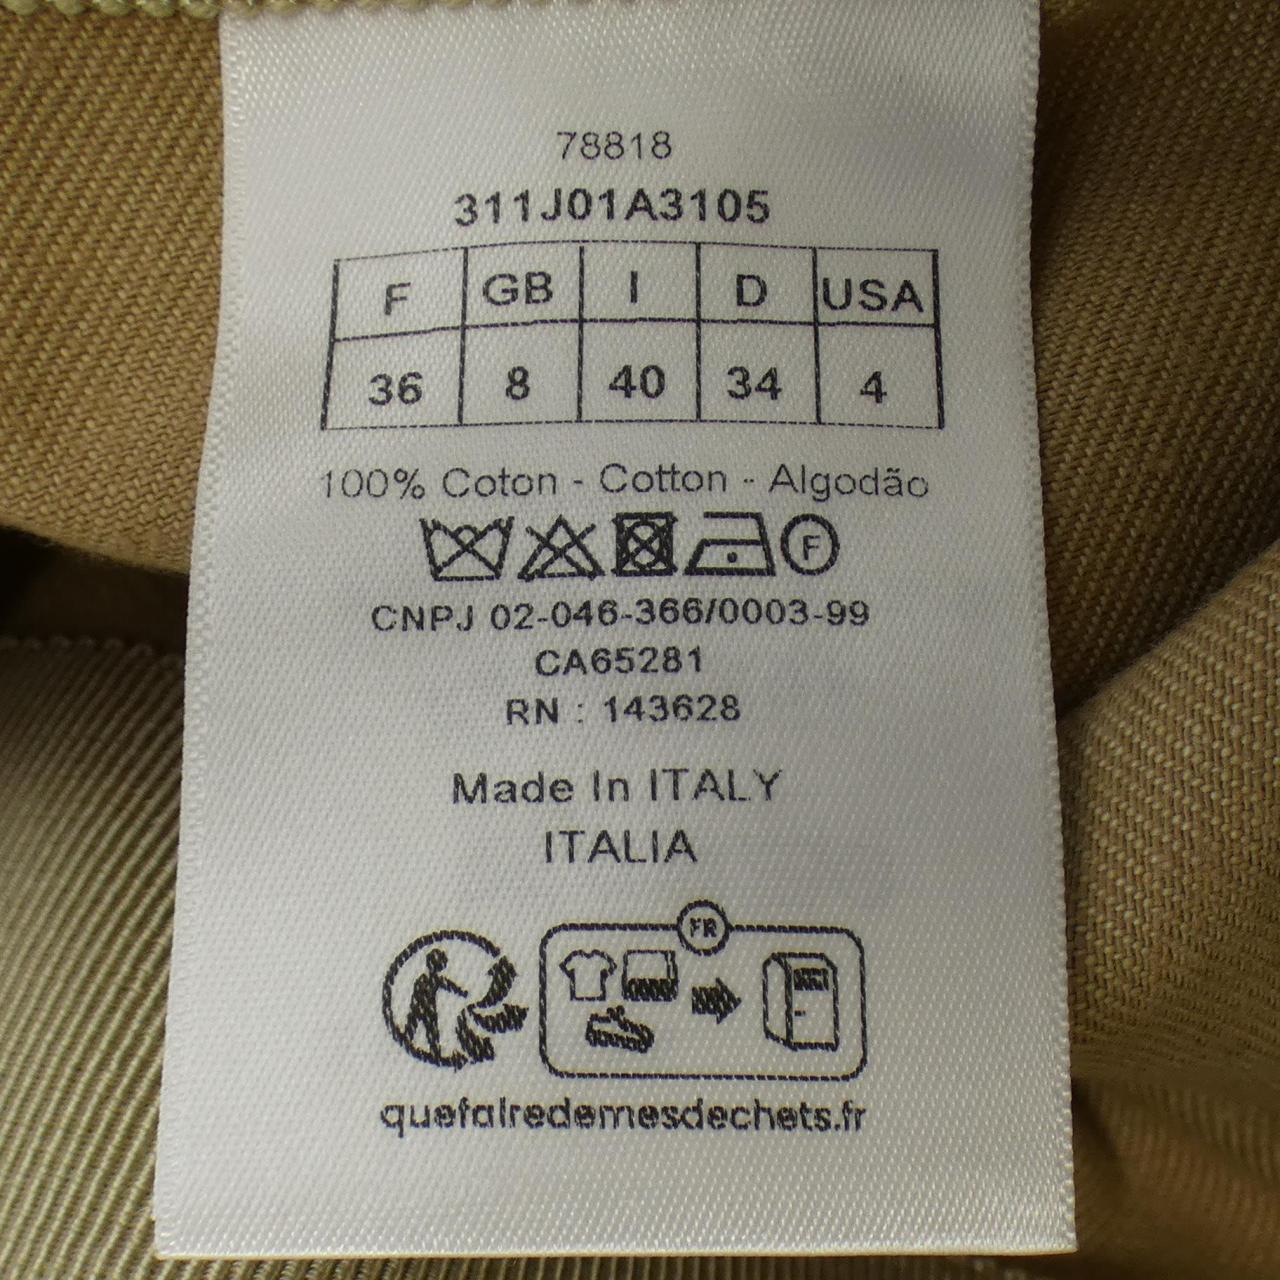 78818
311J01A3105
F GB I D USA
36 8 40 34 4
100% Coton - Cotton - Algodão
F
CNPJ 02-046-366/0003-99
CA65281
RN : 143628
Made In ITALY
ITALIA
FR
quefairedemesdechets.fr